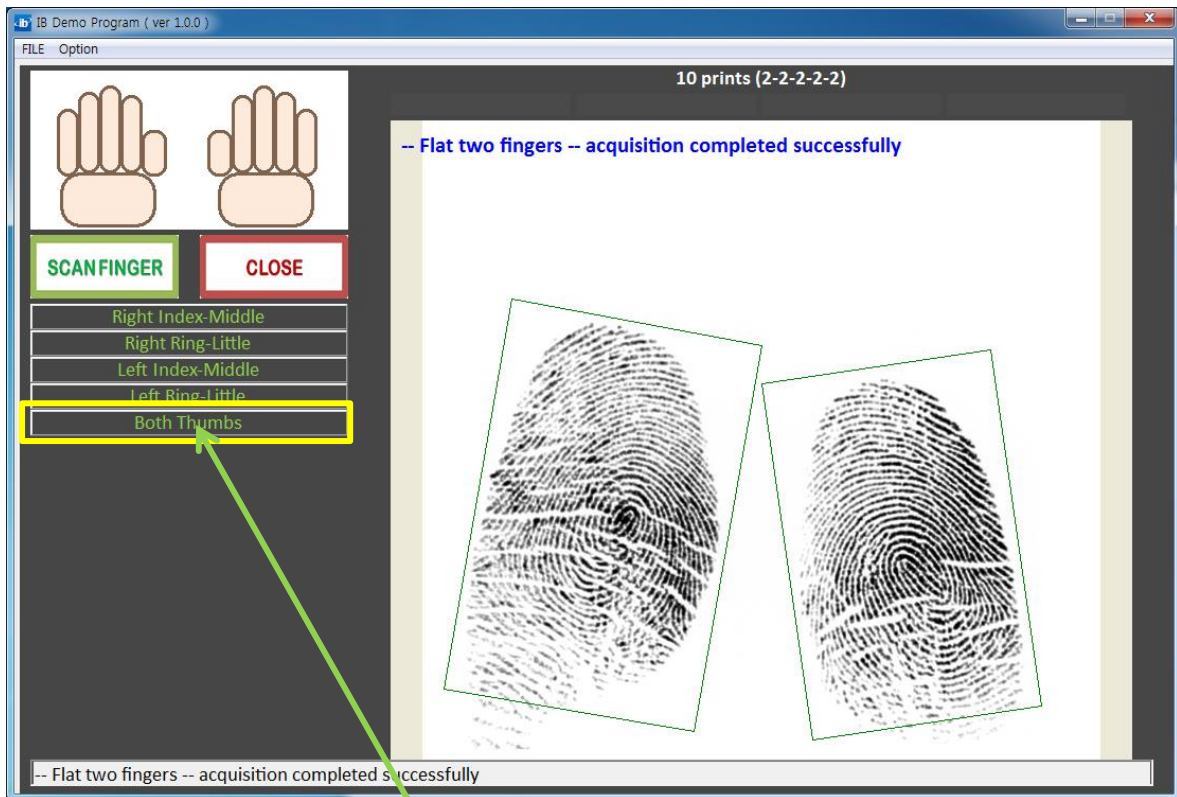 IB Demo Program ( ver 1.0.0 )
FILE Option
10 prints (2-2-2-2-2)
-- Flat two fingers -- acquisition completed successfully
SCAN FINGER
CLOSE
Right Index-Middle
Right Ring-Little
Left Index-Middle
Left Ring-Little
Both Thumbs
-- Flat two fingers -- acquisition completed successfully